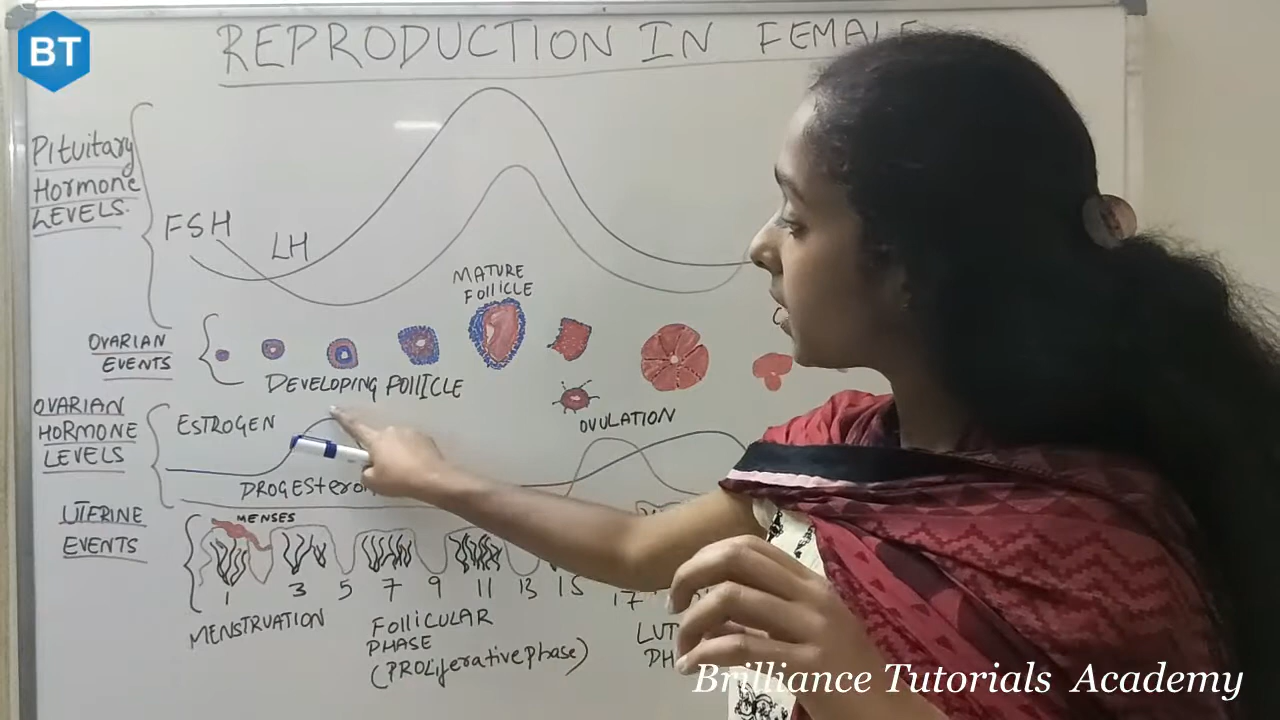 BT
REPRODUCTION IN FEMALE
Pituitary
Hormone
LEVELS.
FSH
LH
MATURE
FOLLICLE
OVARIAN
EVENTS
DEVELOPING FOLLICLE
OVULATION
OVARIAN
HORMONE
LEVELS
ESTROGEN
UTERINE
EVENTS
MENSES
1 3 5 7 9 11 13 15 17
MENSTRUATION
FOLLICULAR
PHASE
(PROLiferative phase)
Brilliance Tutorials Academy